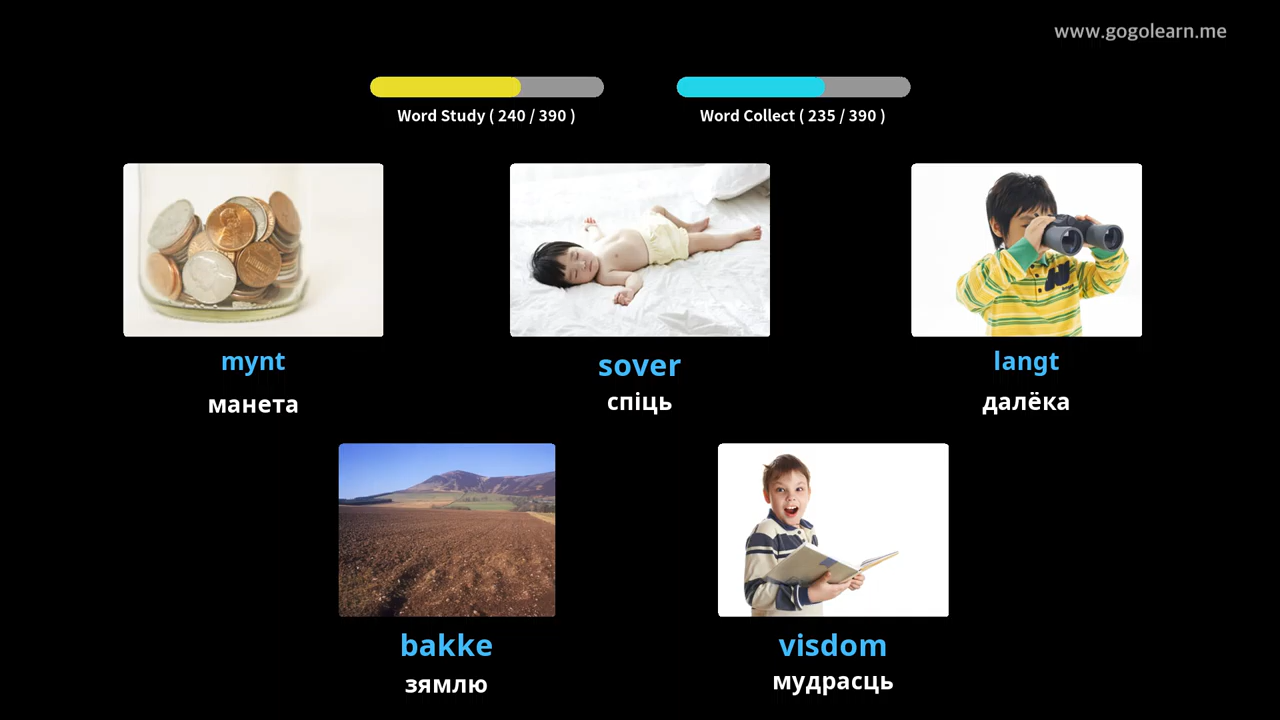 www.gogolearn.me
Word Study ( 240 / 390 )
Word Collect ( 235 / 390 )
mynt
манета
sover
спіць
langt
далёка
bakke
зямлю
visdom
мудрасць